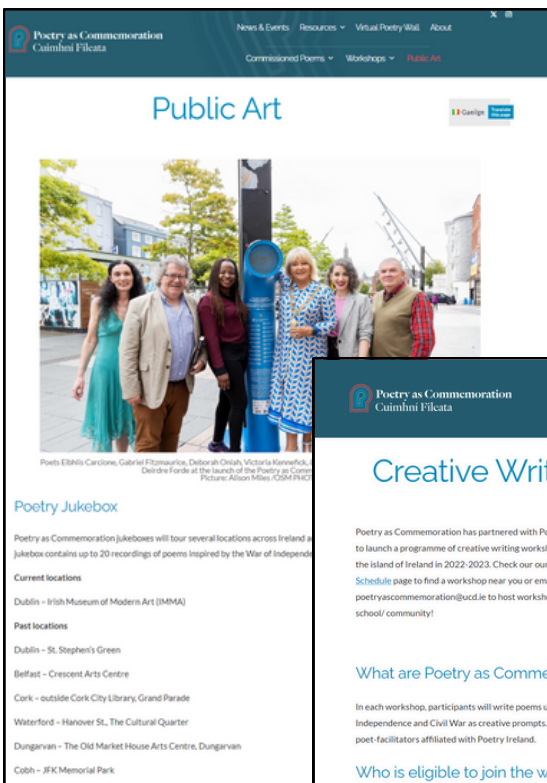 Poetry as Commemoration
Cuimhní Fileata
News & Events Resources Virtual Poetry Wall About
Commissioned Poems Workshops Public Art
Public Art
Gaeilge Translate this page
Poets Eibhlís Carcione, Gabriel Fitzmaurice, Deborah Oniah, Victoria Kennefick,
Deirdre Forde at the launch of the Poetry as Comm
Picture: Alison Miles /OSM PHOT
Poetry Jukebox
Poetry as Commemoration jukeboxes will tour several locations across Ireland a
jukebox contains up to 20 recordings of poems inspired by the War of Independe
Current locations
Dublin – Irish Museum of Modern Art (IMMA)
Past locations
Dublin – St. Stephen's Green
Belfast – Crescent Arts Centre
Cork – outside Cork City Library, Grand Parade
Waterford – Hanover St., The Cultural Quarter
Dungarvan – The Old Market House Arts Centre, Dungarvan
Cobh – JFK Memorial Park
Poetry as Commemoration
Cuimhní Fileata
Creative Writ
Poetry as Commemoration has partnered with Po
to launch a programme of creative writing worksh
the island of Ireland in 2022-2023. Check our our
Schedule page to find a workshop near you or em
poetryascommemoration@ucd.ie to host worksho
school/ community!
What are Poetry as Comme
In each workshop, participants will write poems u
Independence and Civil War as creative prompts.
poet-facilitators affiliated with Poetry Ireland.
Who is eligible to join the w